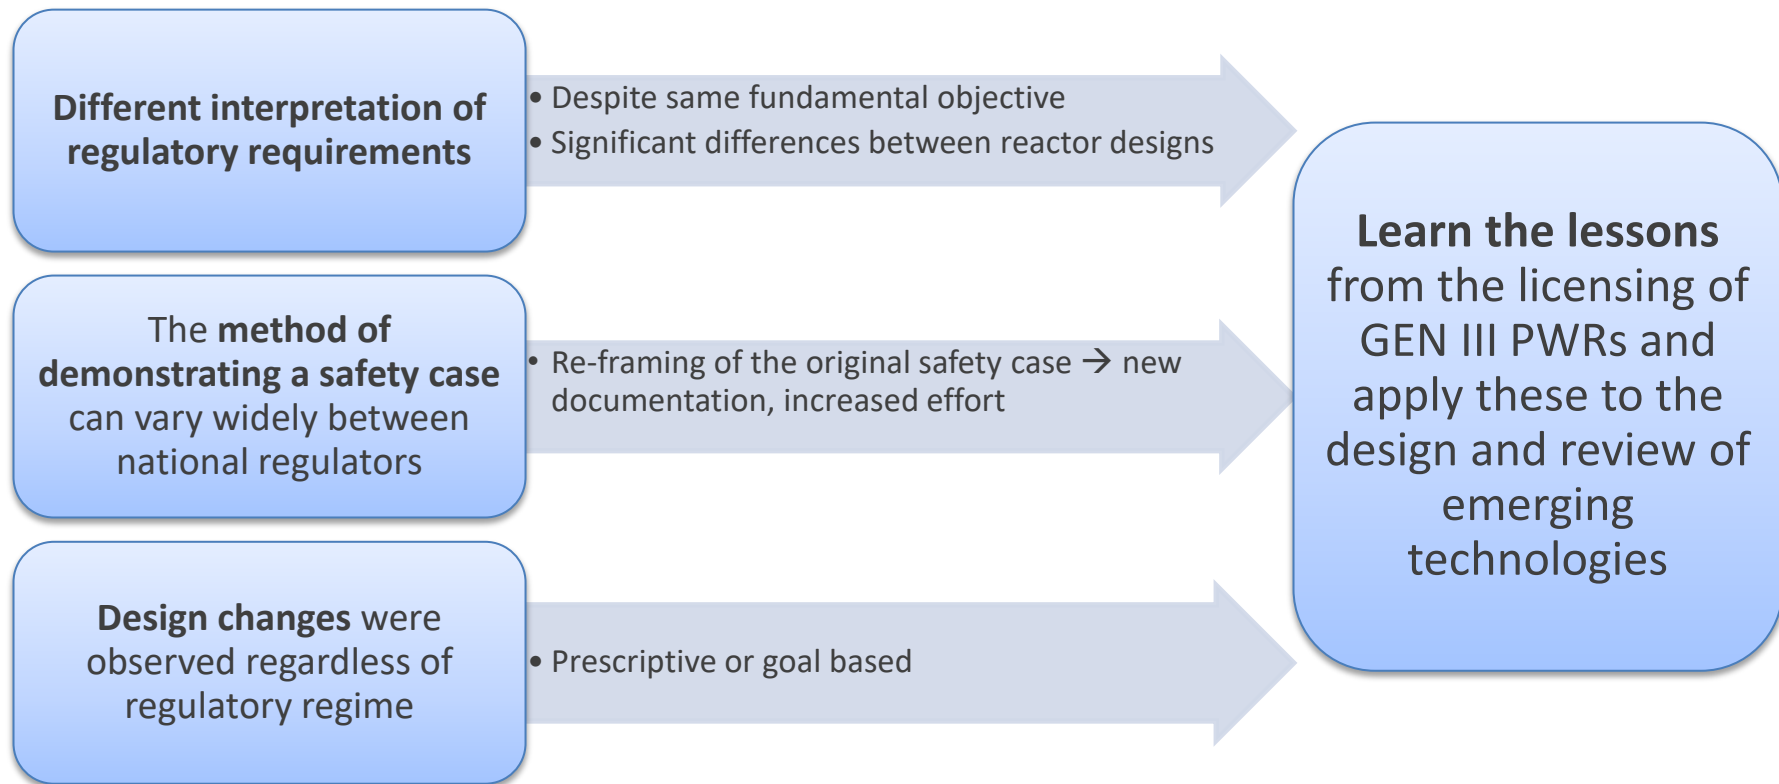 Different interpretation of
regulatory requirements
• Despite same fundamental objective
• Significant differences between reactor designs
The method of
demonstrating a safety case
can vary widely between
national regulators
• Re-framing of the original safety case → new
documentation, increased effort
Design changes were
observed regardless of
regulatory regime
• Prescriptive or goal based
Learn the lessons
from the licensing of
GEN III PWRs and
apply these to the
design and review of
emerging
technologies